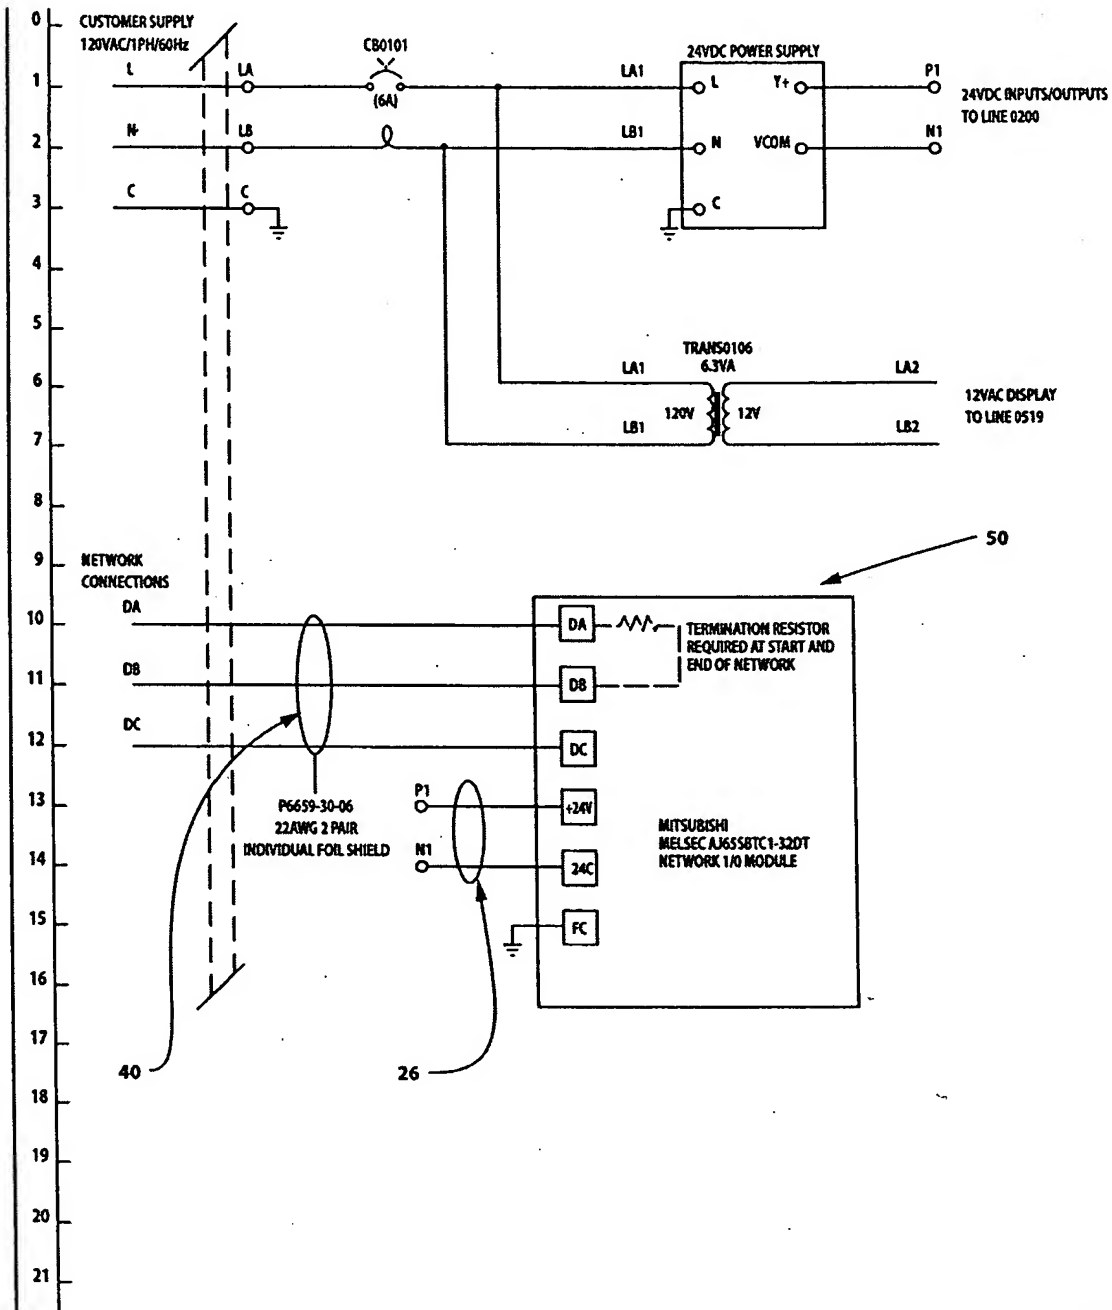 0
CUSTOMER SUPPLY
120VAC/1PH/60Hz
CB0101
24VDC POWER SUPPLY
1
L
LA
(6A)
LA1
L
Y+
P1
24VDC INPUTS/OUTPUTS
TO LINE 0200
2
N
LB
LB1
N
VCOM
N1
3
C
C
C
4
5
TRANS0106
6.3VA
6
LA1
LA2
120V
12V
12VAC DISPLAY
TO LINE 0519
7
LB1
LB2
8
9
NETWORK
CONNECTIONS
50
10
DA
DA
TERMINATION RESISTOR
REQUIRED AT START AND
END OF NETWORK
11
DB
DB
12
DC
DC
13
P6659-30-06
22AWG 2 PAIR
INDIVIDUAL FOIL SHIELD
P1
+24V
MITSUBISHI
MELSEC AJ65SBTC1-32DT
NETWORK 1/0 MODULE
14
N1
24C
15
FC
16
17
40
26
18
19
20
21